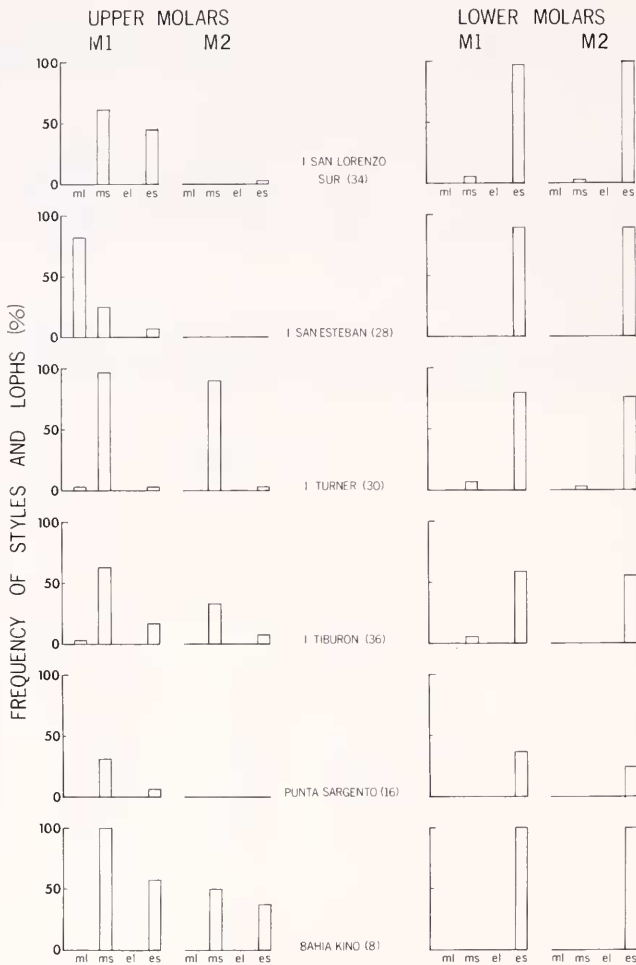 UPPER MOLARS
M1 M2
LOWER MOLARS
M1 M2
FREQUENCY OF STYLES AND LOPHS (%)
100
50
0
ml ms el es ml ms el es
I SAN LORENZO
SUR (34)
ml ms el es ml ms el es
100
50
0
I SAN ESTEBAN (28)
100
50
0
I TURNER (30)
100
50
0
I TIBURON (36)
100
50
0
PUNTA SARGENTO (16)
100
50
0
ml ms el es ml ms el es
BAHIA KINO (8)
ml ms el es ml ms el es